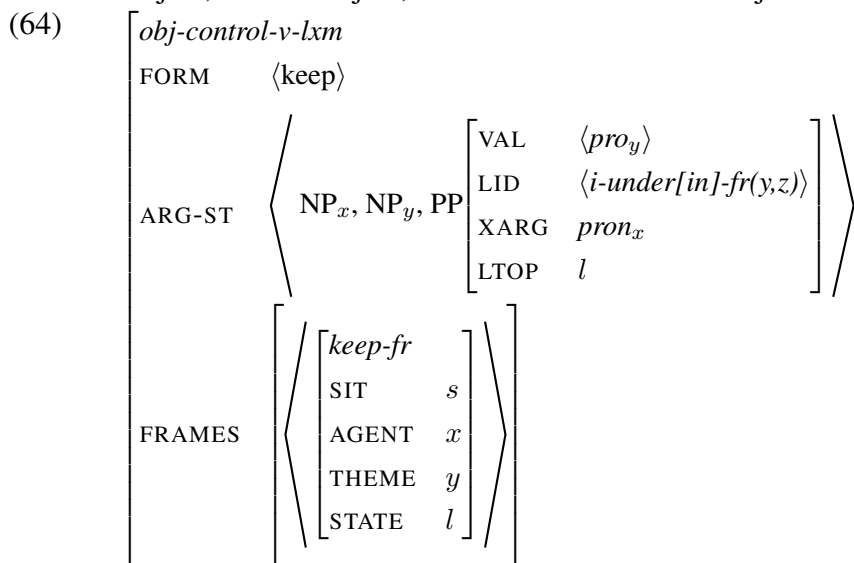 (64)
obj-control-v-lxm
FORM ⟨keep⟩
ARG-ST ⟨ NPx, NPy, PP
VAL ⟨proy⟩
LID ⟨i-under[in]-fr(y,z)⟩
XARG pronx
LTOP l
FRAMES
keep-fr
SIT s
AGENT x
THEME y
STATE l